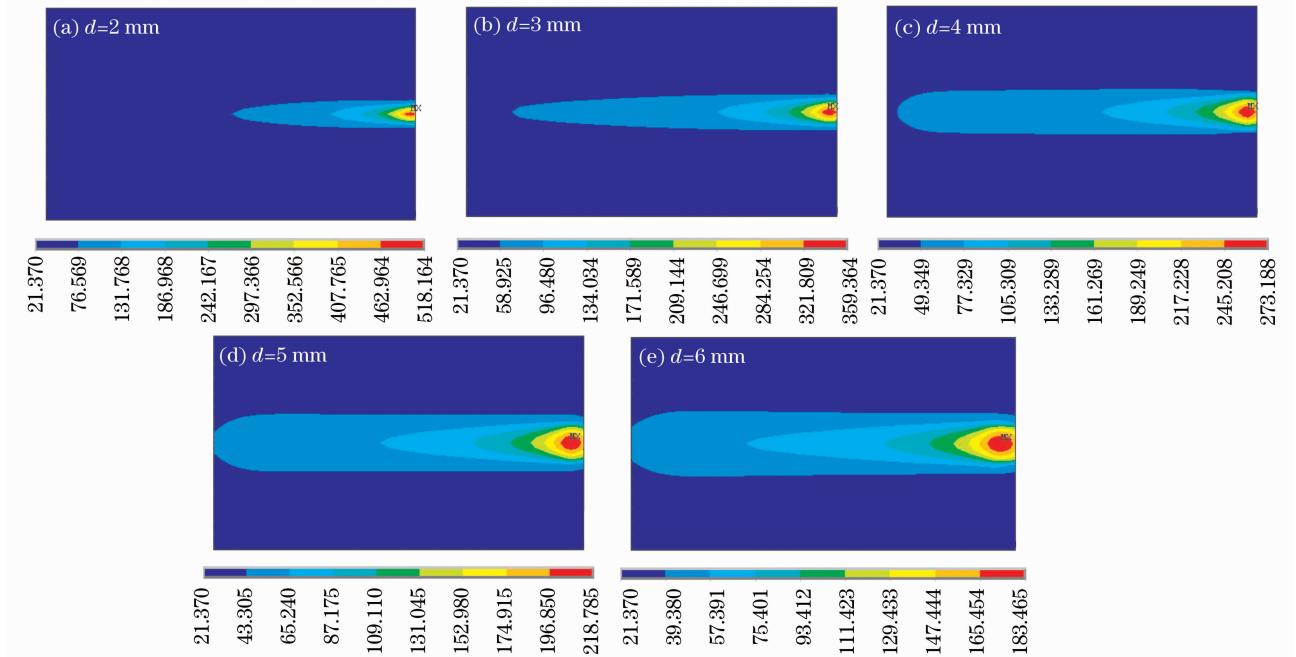 (a) d=2 mm
(b) d=3 mm
(c) d=4 mm
MX
MX
MX
21.370 76.569 131.768 186.968 242.167 297.366 352.566 407.765 462.964 518.164
21.370 58.925 96.480 134.034 171.589 209.144 246.699 284.254 321.809 359.364
21.370 49.349 77.329 105.309 133.289 161.269 189.249 217.228 245.208 273.188
(d) d=5 mm
(e) d=6 mm
MX
MX
21.370 43.305 65.240 87.175 109.110 131.045 152.980 174.915 196.850 218.785
21.370 39.380 57.391 75.401 93.412 111.423 129.433 147.444 165.454 183.465